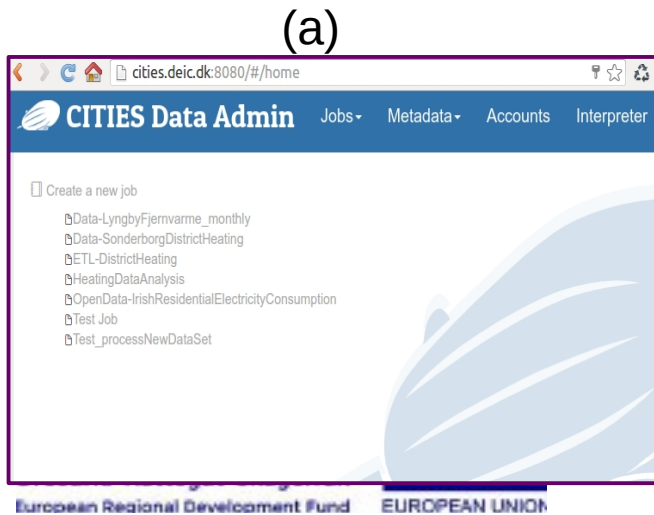 (a)
cities.deic.dk:8080/#/home
CITIES Data Admin Jobs Metadata Accounts Interpreter
Create a new job
Data-LyngbyFjernvarme_monthly
Data-SonderborgDistrictHeating
ETL-DistrictHeating
HeatingDataAnalysis
OpenData-IrishResidentialElectricityConsumption
Test Job
Test_processNewDataSet
European Regional Development Fund EUROPEAN UNION